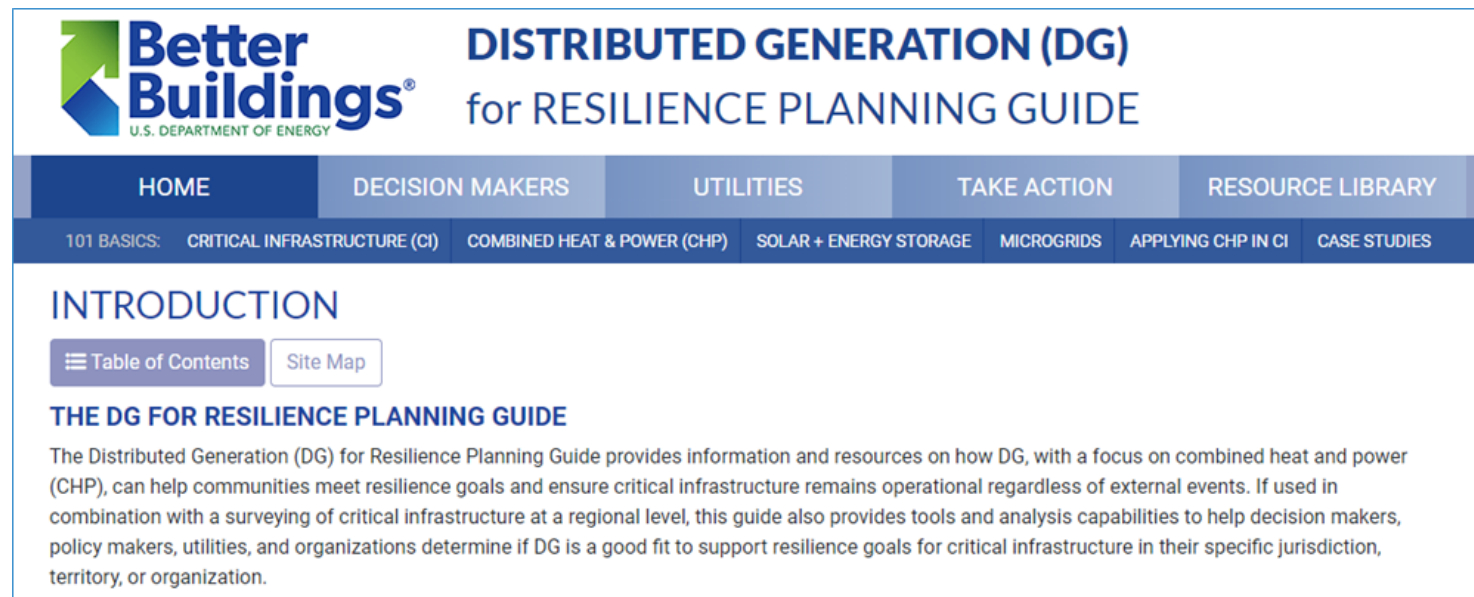 Better
Buildings®
U.S. DEPARTMENT OF ENERGY
DISTRIBUTED GENERATION (DG)
for RESILIENCE PLANNING GUIDE
HOME DECISION MAKERS UTILITIES TAKE ACTION RESOURCE LIBRARY
101 BASICS: CRITICAL INFRASTRUCTURE (CI) COMBINED HEAT & POWER (CHP) SOLAR + ENERGY STORAGE MICROGRIDS APPLYING CHP IN CI CASE STUDIES
INTRODUCTION
Table of Contents Site Map
THE DG FOR RESILIENCE PLANNING GUIDE
The Distributed Generation (DG) for Resilience Planning Guide provides information and resources on how DG, with a focus on combined heat and power
(CHP), can help communities meet resilience goals and ensure critical infrastructure remains operational regardless of external events. If used in
combination with a surveying of critical infrastructure at a regional level, this guide also provides tools and analysis capabilities to help decision makers,
policy makers, utilities, and organizations determine if DG is a good fit to support resilience goals for critical infrastructure in their specific jurisdiction,
territory, or organization.